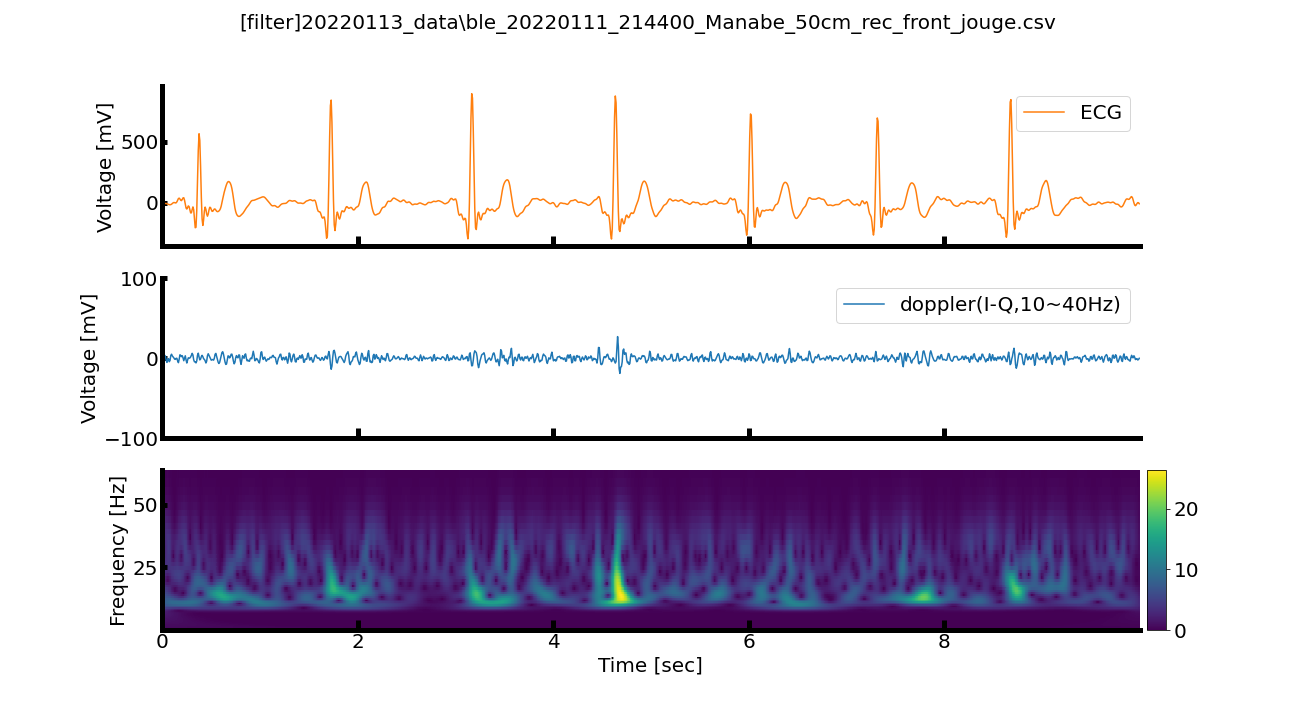 [filter]20220113_data\ble_20220111_214400_Manabe_50cm_rec_front_jouge.csv
Voltage [mV]
500
0
ECG
Voltage [mV]
100
0
−100
doppler(I-Q,10~40Hz)
Frequency [Hz]
50
25
0 2 4 6 8
Time [sec]
20
10
0